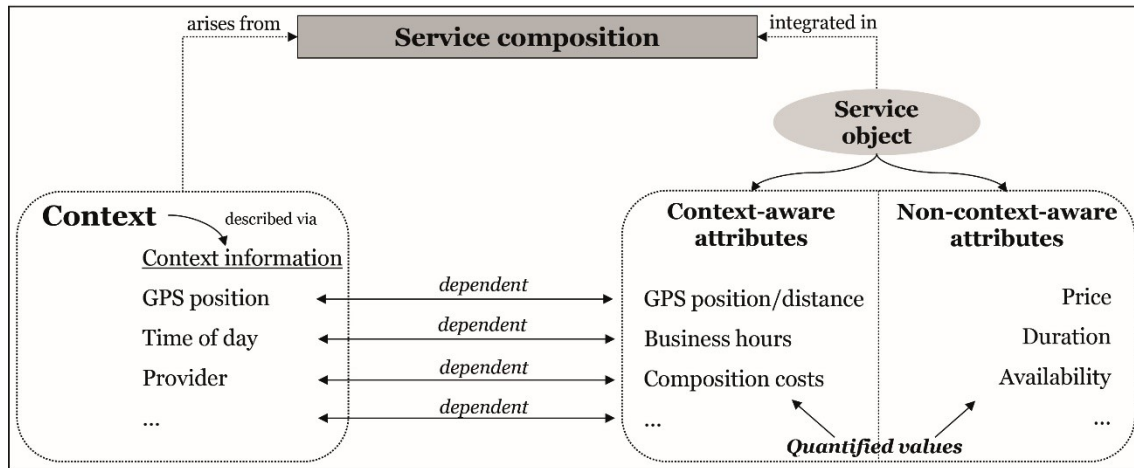 arises from
Service composition
integrated in
Service
object
Context
described via
Context information
GPS position
Time of day
Provider
...
dependent
dependent
dependent
dependent
Context-aware
attributes
GPS position/distance
Business hours
Composition costs
...
Non-context-aware
attributes
Price
Duration
Availability
...
Quantified values